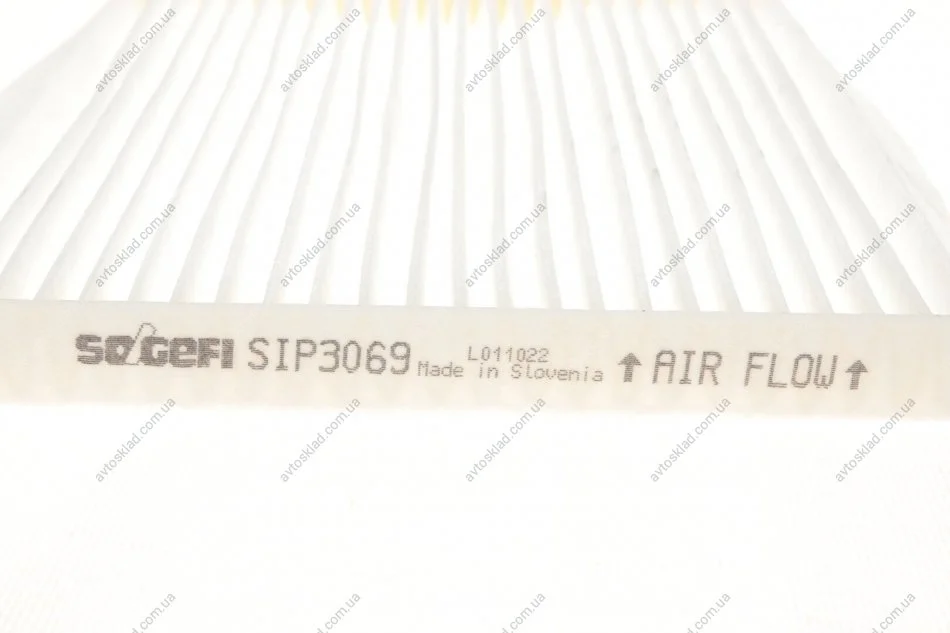 SOGEFI SIP3069 L011022
Made in Slovenia
↑ AIR FLOW ↑
avtosklad.com.ua